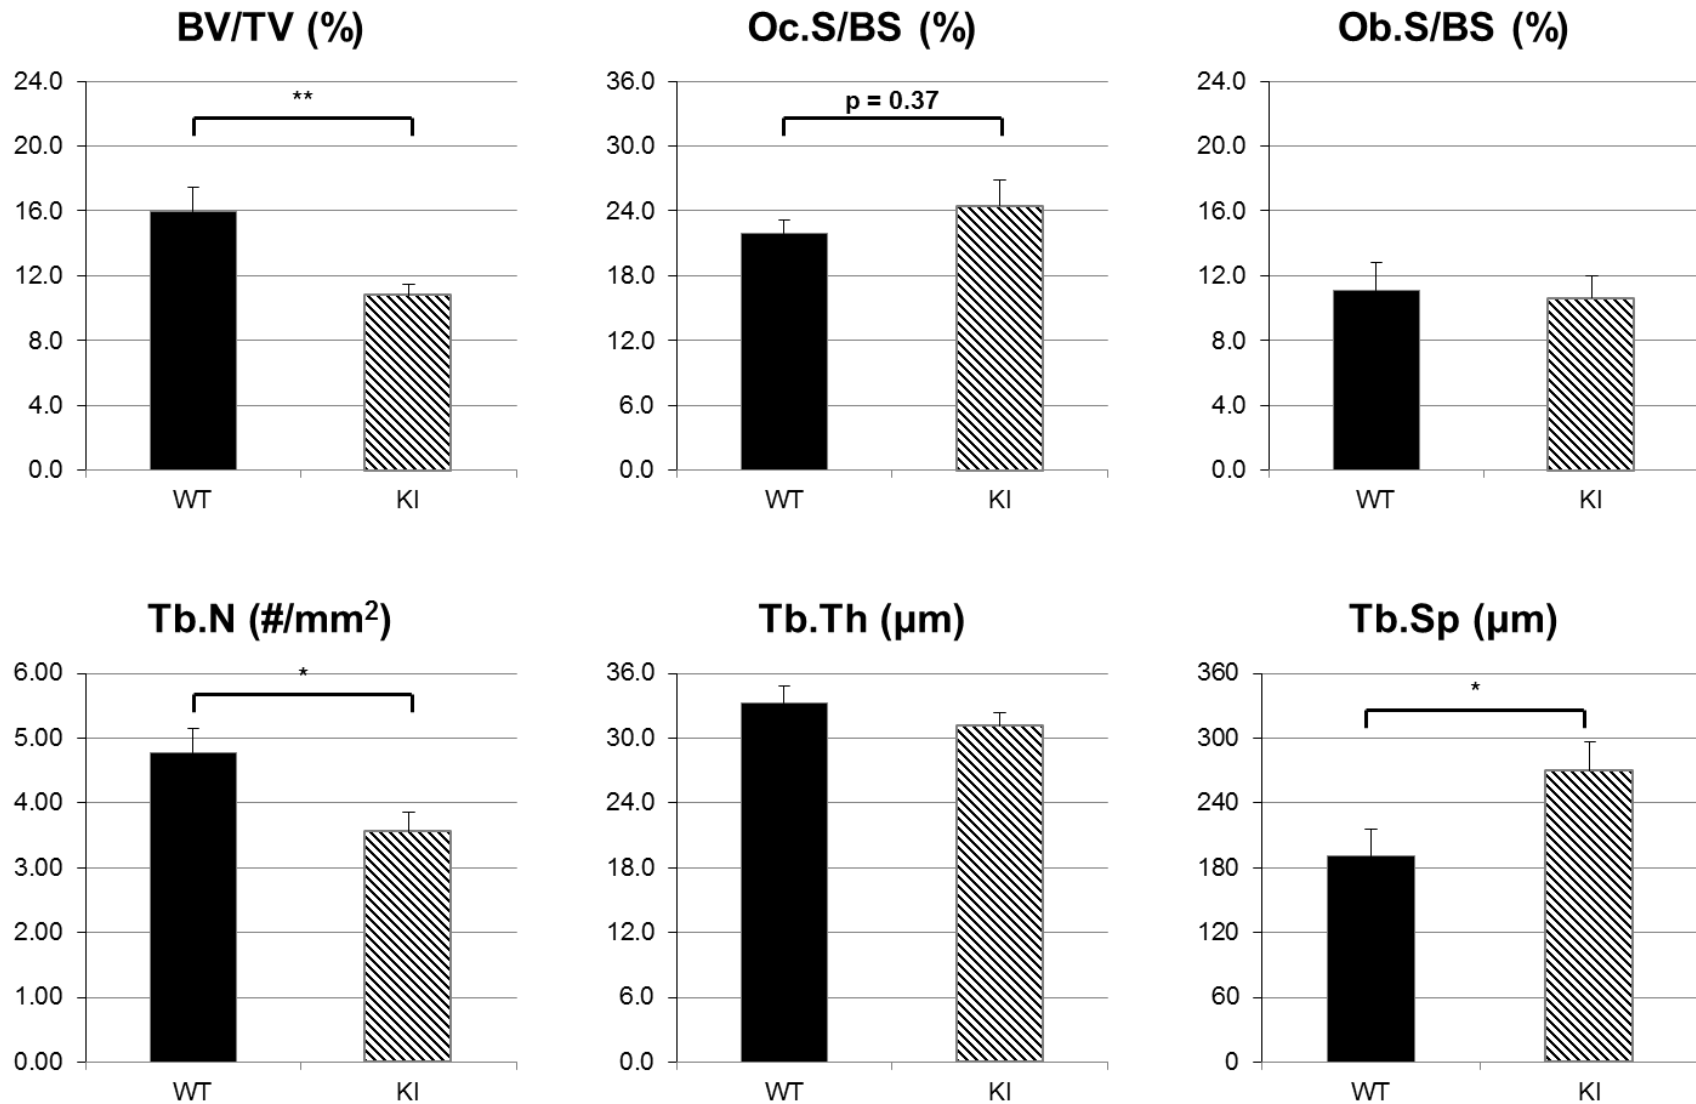 BV/TV (%)
24.0
20.0
16.0
12.0
8.0
4.0
0.0
**
WT
KI
Oc.S/BS (%)
36.0
30.0
24.0
18.0
12.0
6.0
0.0
p = 0.37
WT
KI
Ob.S/BS (%)
24.0
20.0
16.0
12.0
8.0
4.0
0.0
WT
KI
Tb.N (#/mm²)
6.00
5.00
4.00
3.00
2.00
1.00
0.00
*
WT
KI
Tb.Th (µm)
36.0
30.0
24.0
18.0
12.0
6.0
0.0
WT
KI
Tb.Sp (µm)
360
300
240
180
120
60
0
*
WT
KI